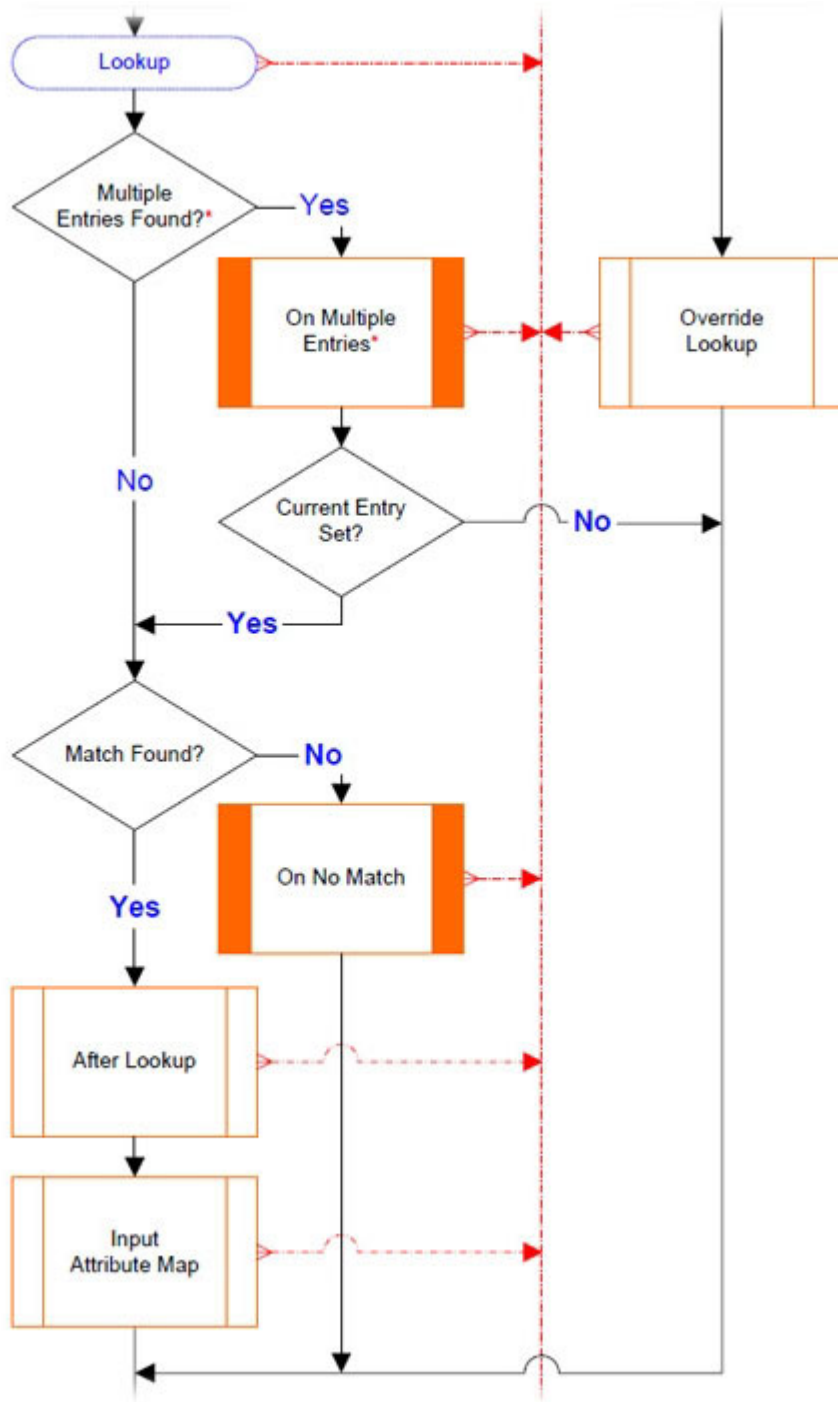 Lookup
Multiple
Entries Found?*
Yes
On Multiple
Entries*
Override
Lookup
No
Current Entry
Set?
No
Yes
Match Found?
No
On No Match
Yes
After Lookup
Input
Attribute Map